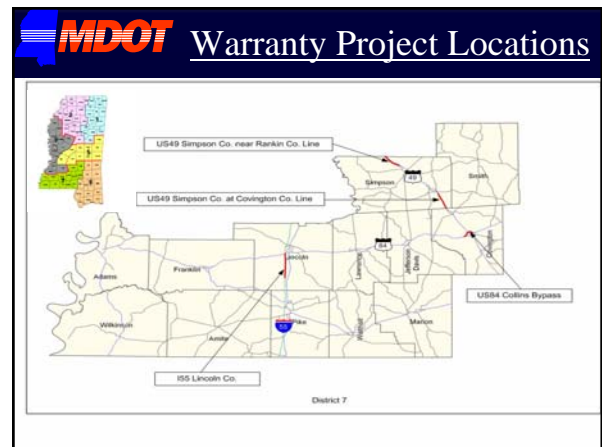 MDOT Warranty Project Locations
US49 Simpson Co. near Rankin Co. Line
Smith
Simpson
49
US49 Simpson Co. at Covington Co. Line
84
Lincoln
Lawrence
Jefferson
Davis
Covington
Adams
Franklin
US84 Collins Bypass
Wilkinson
Amite
55
Pike
Walthall
Marion
I55 Lincoln Co.
District 7